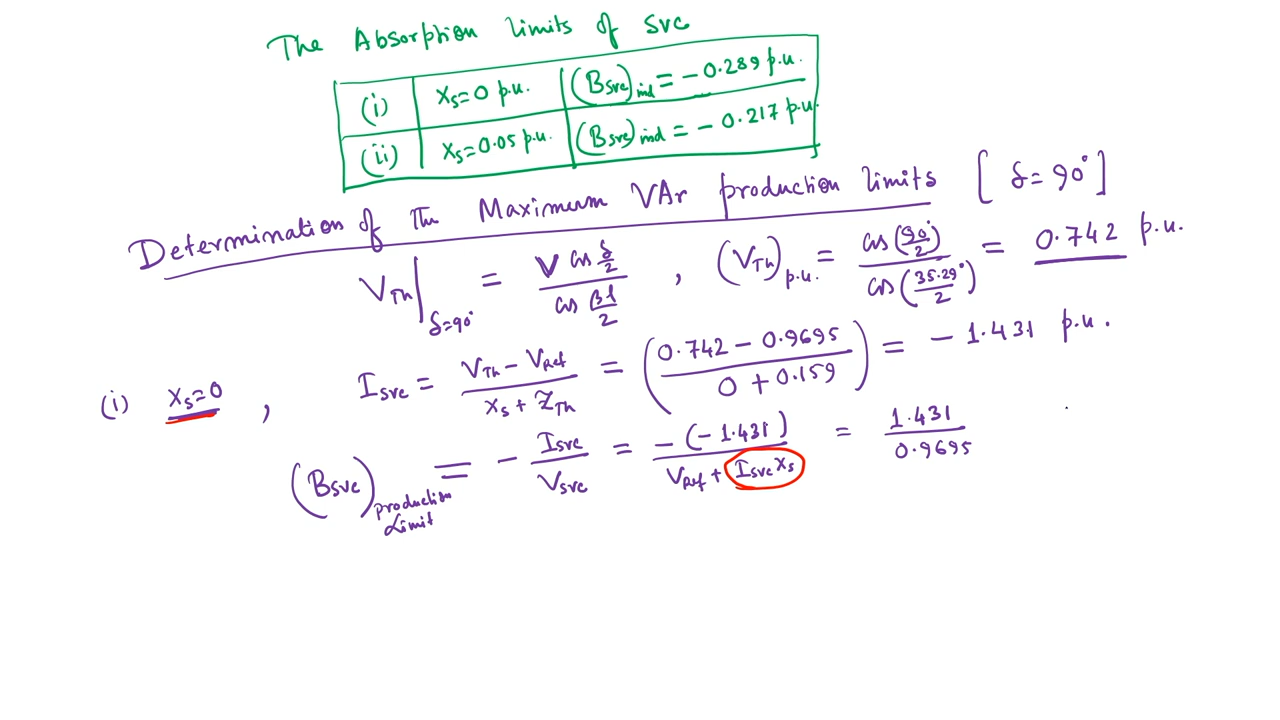 The Absorption limits of SVC
(i) Xs=0 p.u. (Bsvc)ind = - 0.289 p.u.
(ii) Xs=0.05 p.u. (Bsvc)ind = - 0.217 p.u.
Determination of The Maximum VAr production limits [ δ= 90° ]
VTh|δ=90° = V cos δ/2 / cos βl/2 , (VTh)p.u. = cos(90°/2) / cos(35.29°/2) = 0.742 p.u.
(i) Xs=0 , Isvc = VTh - VRef / Xs + ZTh = (0.742 - 0.9695 / 0 + 0.159) = - 1.431 p.u.
(Bsvc)production Limit = - Isvc / Vsvc = -(-1.431) / VRef + Isvc Xs = 1.431 / 0.9695